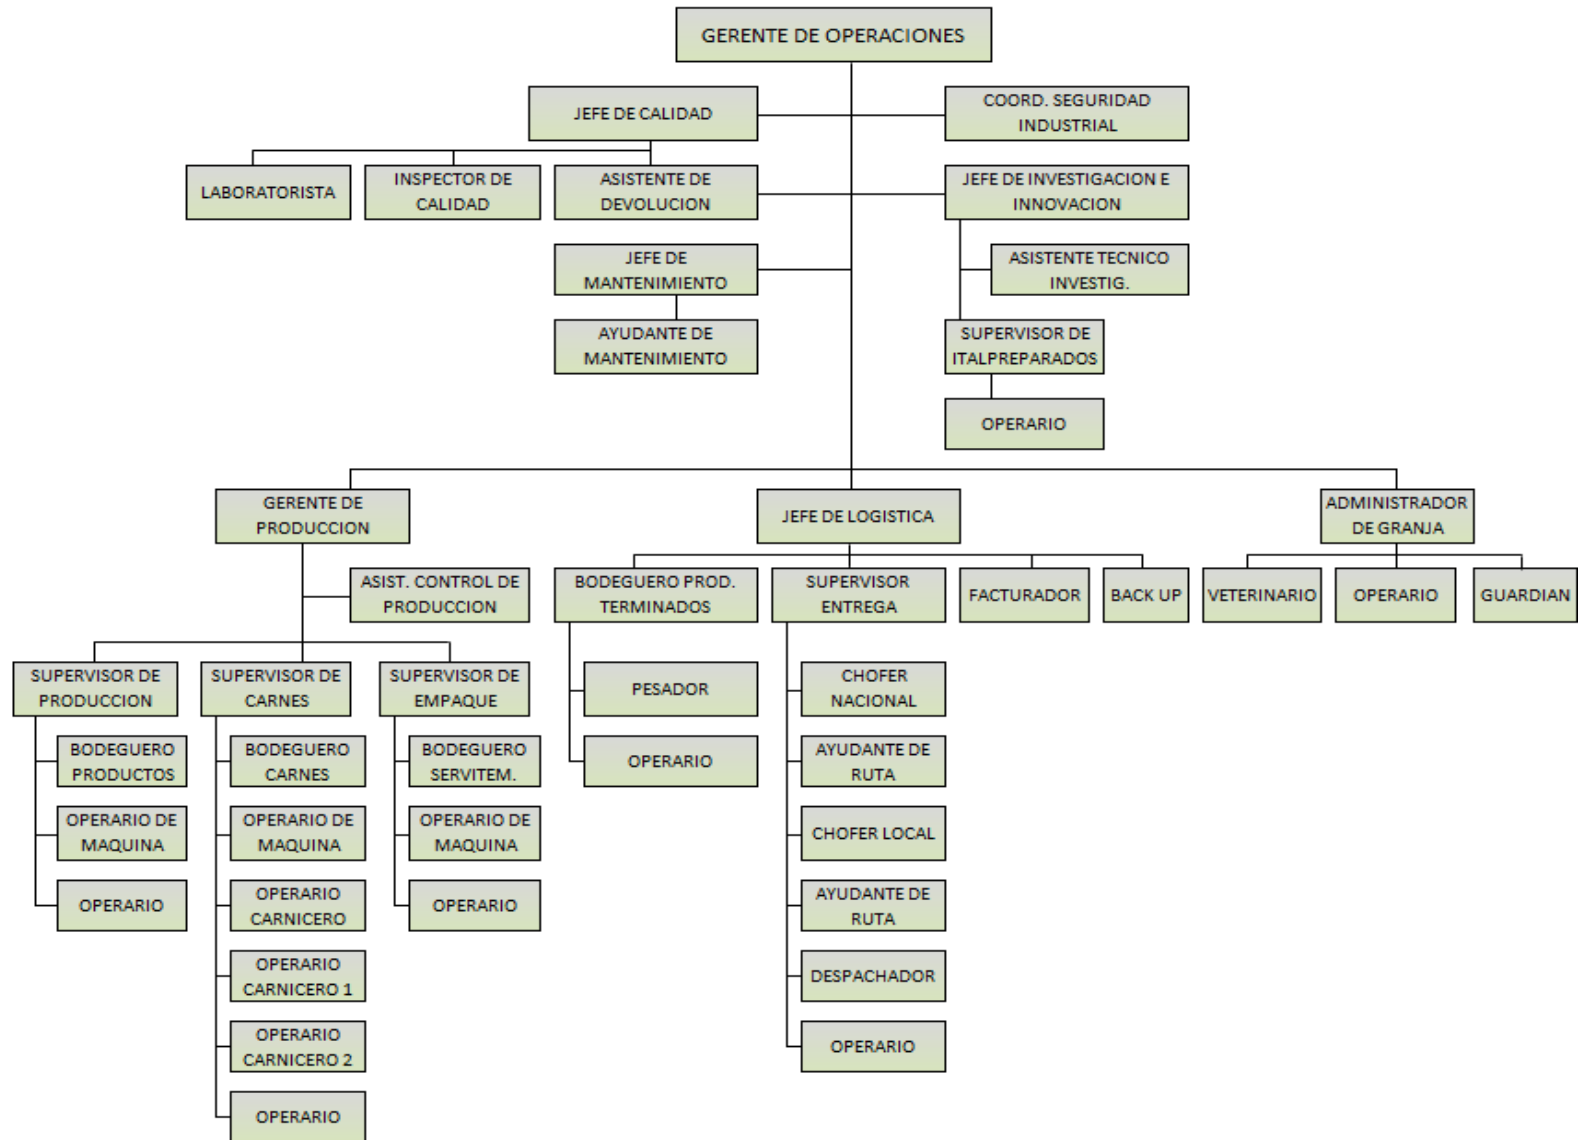 GERENTE DE OPERACIONES
JEFE DE CALIDAD
COORD. SEGURIDAD
INDUSTRIAL
LABORATORISTA
INSPECTOR DE
CALIDAD
ASISTENTE DE
DEVOLUCION
JEFE DE INVESTIGACION E
INNOVACION
JEFE DE
MANTENIMIENTO
ASISTENTE TECNICO
INVESTIG.
AYUDANTE DE
MANTENIMIENTO
SUPERVISOR DE
ITALPREPARADOS
OPERARIO
GERENTE DE
PRODUCCION
JEFE DE LOGISTICA
ADMINISTRADOR
DE GRANJA
ASIST. CONTROL DE
PRODUCCION
BODEGUERO PROD.
TERMINADOS
SUPERVISOR
ENTREGA
FACTURADOR
BACK UP
VETERINARIO
OPERARIO
GUARDIAN
SUPERVISOR DE
PRODUCCION
SUPERVISOR DE
CARNES
SUPERVISOR DE
EMPAQUE
PESADOR
CHOFER
NACIONAL
BODEGUERO
PRODUCTOS
BODEGUERO
CARNES
BODEGUERO
SERVITEM.
OPERARIO
AYUDANTE DE
RUTA
OPERARIO DE
MAQUINA
OPERARIO DE
MAQUINA
OPERARIO DE
MAQUINA
CHOFER LOCAL
OPERARIO
OPERARIO
CARNICERO
OPERARIO
AYUDANTE DE
RUTA
OPERARIO
CARNICERO 1
DESPACHADOR
OPERARIO
CARNICERO 2
OPERARIO
OPERARIO